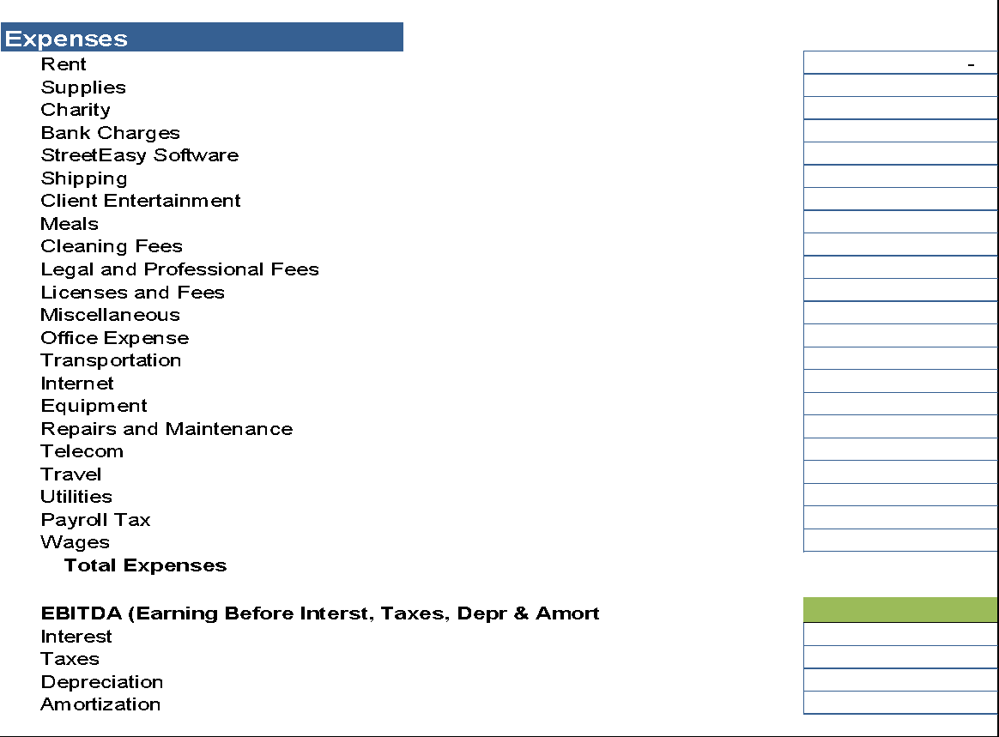 Expenses
Rent -
Supplies
Charity
Bank Charges
StreetEasy Software
Shipping
Client Entertainment
Meals
Cleaning Fees
Legal and Professional Fees
Licenses and Fees
Miscellaneous
Office Expense
Transportation
Internet
Equipment
Repairs and Maintenance
Telecom
Travel
Utilities
Payroll Tax
Wages
Total Expenses
EBITDA (Earning Before Interst, Taxes, Depr & Amort
Interest
Taxes
Depreciation
Amortization